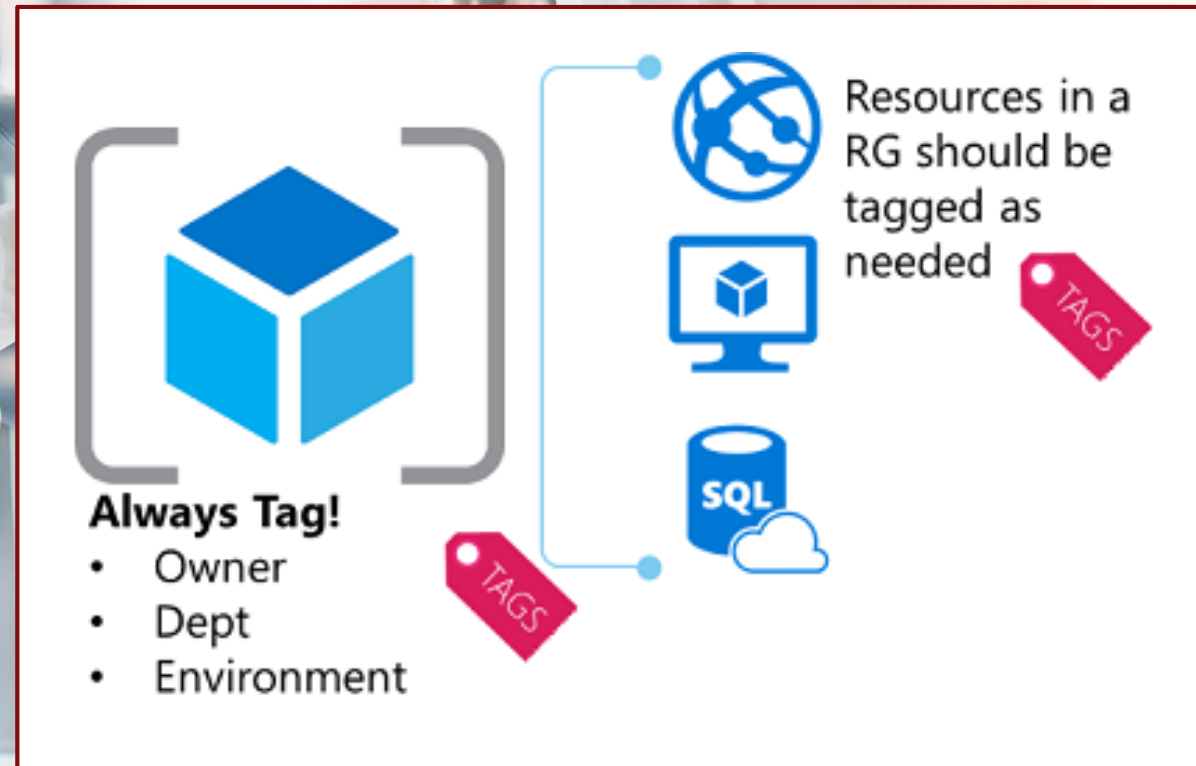 Always Tag!
• Owner
• Dept
• Environment
TAGS
Resources in a
RG should be
tagged as
needed
TAGS
SQL